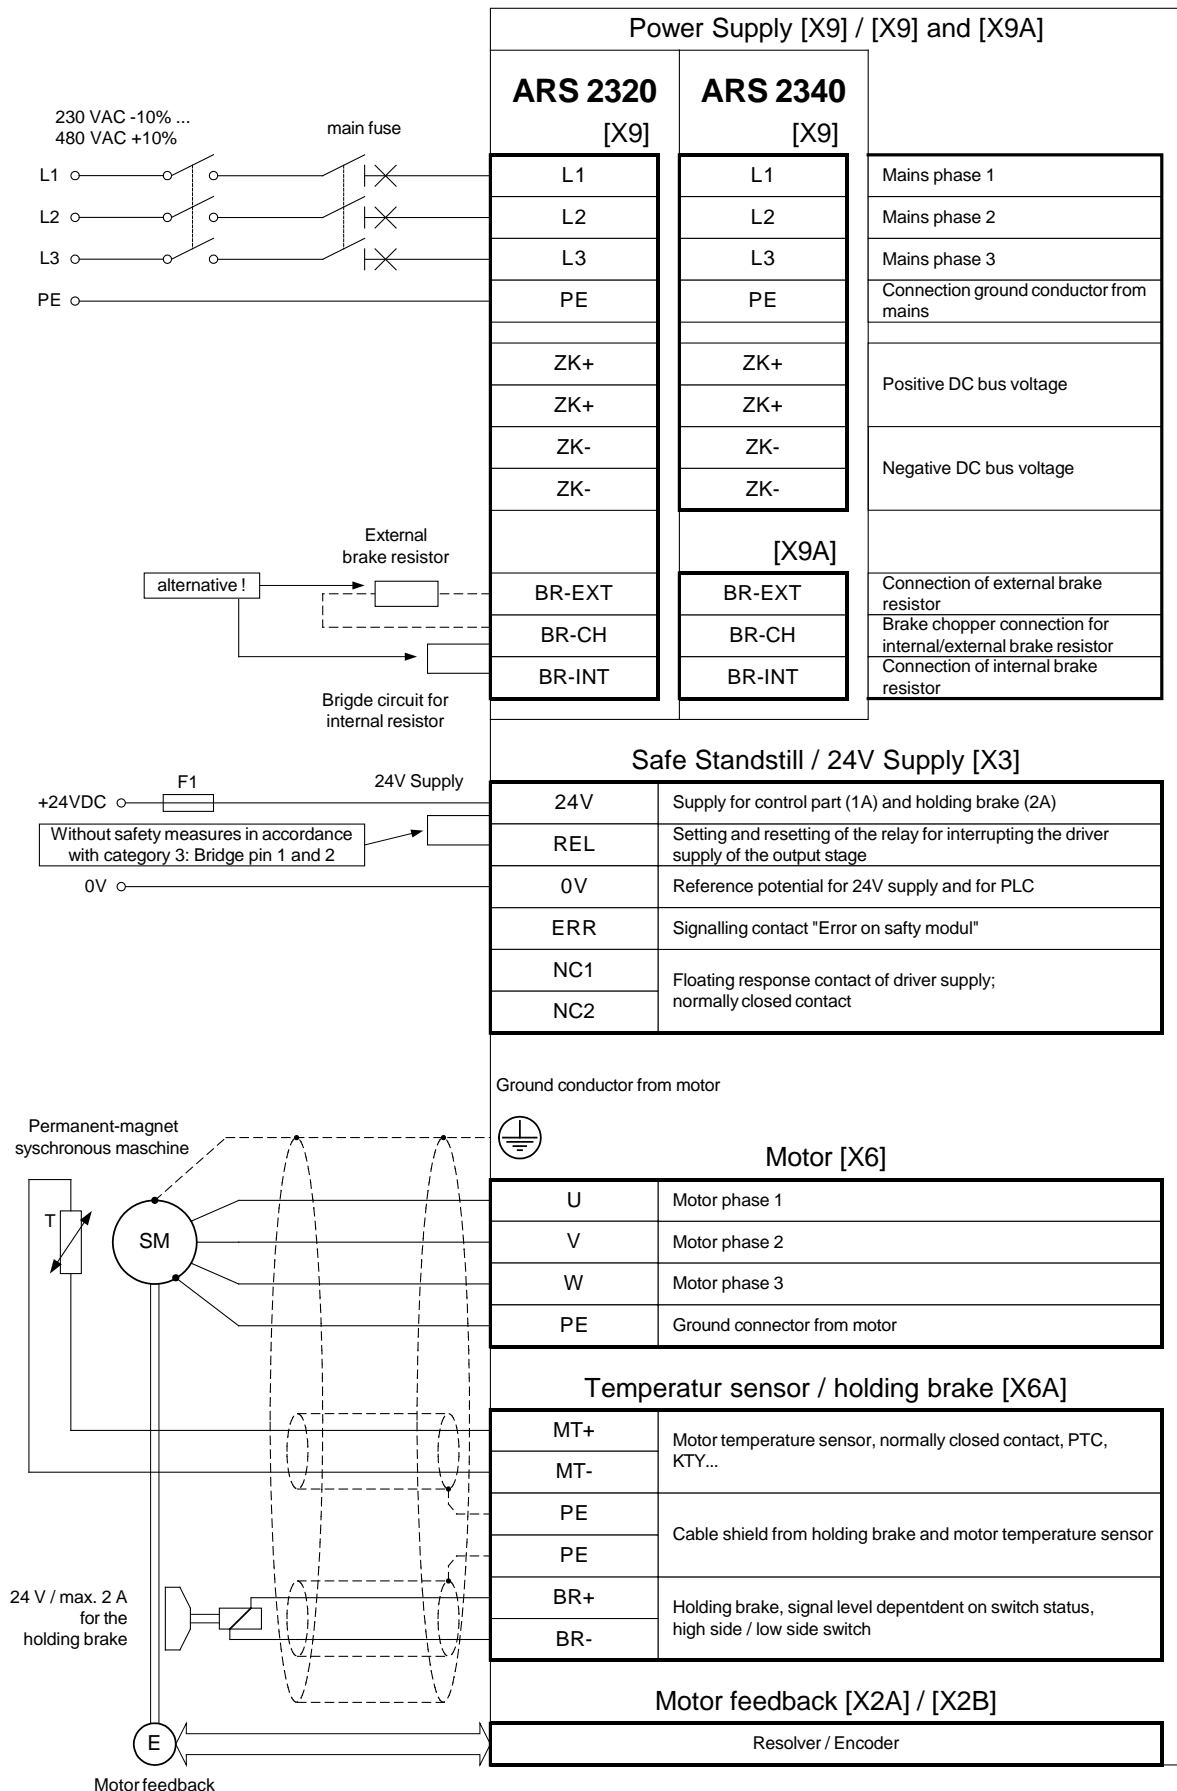 Power Supply [X9] / [X9] and [X9A]
ARS 2320
ARS 2340
[X9]
[X9]
230 VAC -10% ...
480 VAC +10%
main fuse
L1
L1
L1
Mains phase 1
L2
L2
L2
Mains phase 2
L3
L3
L3
Mains phase 3
PE
PE
PE
Connection ground conductor from
mains
ZK+
ZK+
Positive DC bus voltage
ZK+
ZK+
ZK-
ZK-
Negative DC bus voltage
ZK-
ZK-
[X9A]
External
brake resistor
alternative !
BR-EXT
BR-EXT
Connection of external brake
resistor
BR-CH
BR-CH
Brake chopper connection for
internal/external brake resistor
BR-INT
BR-INT
Connection of internal brake
resistor
Brigde circuit for
internal resistor
Safe Standstill / 24V Supply [X3]
F1
24V Supply
+24VDC
24V
Supply for control part (1A) and holding brake (2A)
Without safety measures in accordance
with category 3: Bridge pin 1 and 2
REL
Setting and resetting of the relay for interrupting the driver
supply of the output stage
0V
0V
Reference potential for 24V supply and for PLC
ERR
Signalling contact "Error on safty modul"
NC1
NC2
Floating response contact of driver supply;
normally closed contact
Ground conductor from motor
Permanent-magnet
syschronous maschine
Motor [X6]
T
SM
U
Motor phase 1
V
Motor phase 2
W
Motor phase 3
PE
Ground connector from motor
Temperatur sensor / holding brake [X6A]
MT+
MT-
Motor temperature sensor, normally closed contact, PTC,
KTY...
PE
PE
Cable shield from holding brake and motor temperature sensor
24 V / max. 2 A
for the
holding brake
BR+
BR-
Holding brake, signal level depentdent on switch status,
high side / low side switch
Motor feedback [X2A] / [X2B]
E
Resolver / Encoder
Motor feedback